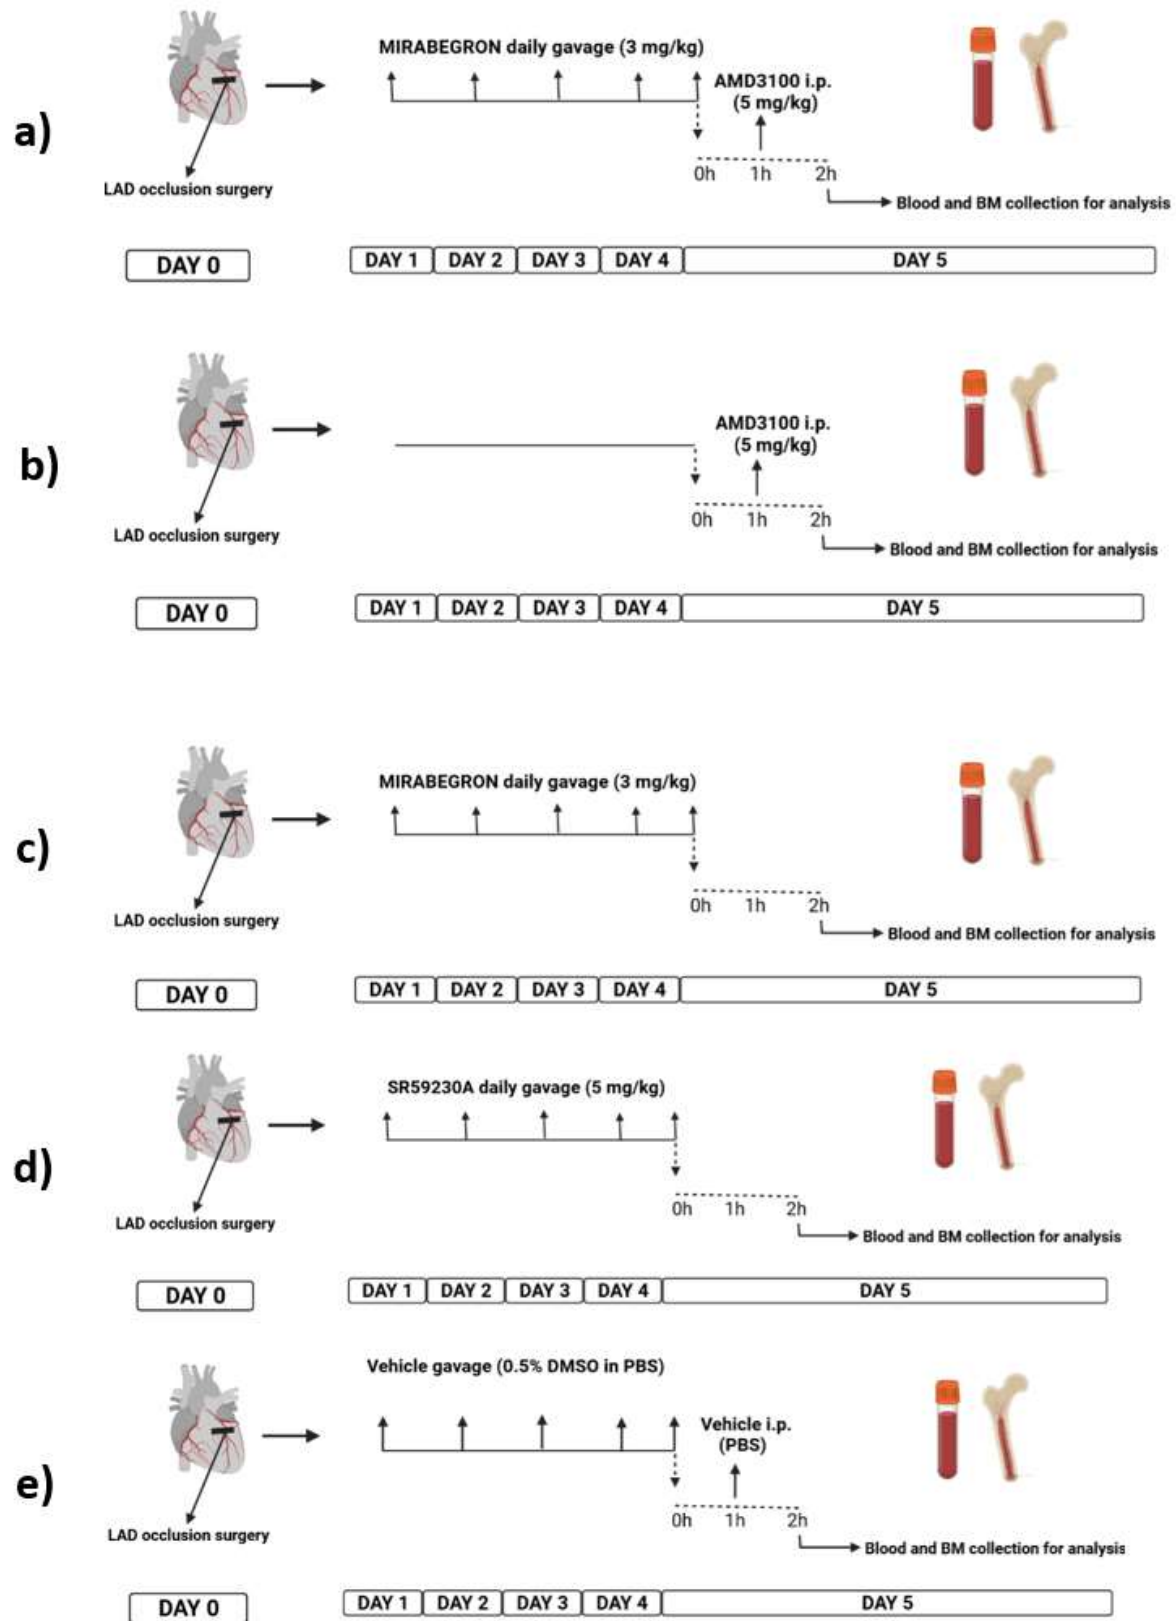 a)
MIRABEGRON daily gavage (3 mg/kg)
AMD3100 i.p.
(5 mg/kg)
0h 1h 2h
LAD occlusion surgery
Blood and BM collection for analysis
DAY 0
DAY 1 DAY 2 DAY 3 DAY 4 DAY 5
b)
AMD3100 i.p.
(5 mg/kg)
0h 1h 2h
LAD occlusion surgery
Blood and BM collection for analysis
DAY 0
DAY 1 DAY 2 DAY 3 DAY 4 DAY 5
c)
MIRABEGRON daily gavage (3 mg/kg)
0h 1h 2h
LAD occlusion surgery
Blood and BM collection for analysis
DAY 0
DAY 1 DAY 2 DAY 3 DAY 4 DAY 5
d)
SR59230A daily gavage (5 mg/kg)
0h 1h 2h
LAD occlusion surgery
Blood and BM collection for analysis
DAY 0
DAY 1 DAY 2 DAY 3 DAY 4 DAY 5
e)
Vehicle gavage (0.5% DMSO in PBS)
Vehicle i.p.
(PBS)
0h 1h 2h
LAD occlusion surgery
Blood and BM collection for analysis
DAY 0
DAY 1 DAY 2 DAY 3 DAY 4 DAY 5